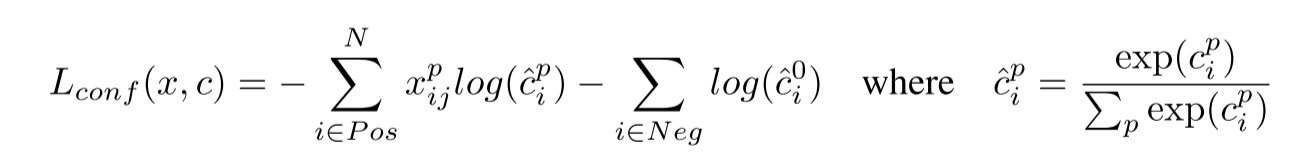 L_{conf}(x, c) = - \sum_{i \in Pos}^{N} x_{ij}^{p} log(\hat{c}_{i}^{p}) - \sum_{i \in Neg} log(\hat{c}_{i}^{0}) where \hat{c}_{i}^{p} = \frac{\exp(c_{i}^{p})}{\sum_{p} \exp(c_{i}^{p})}